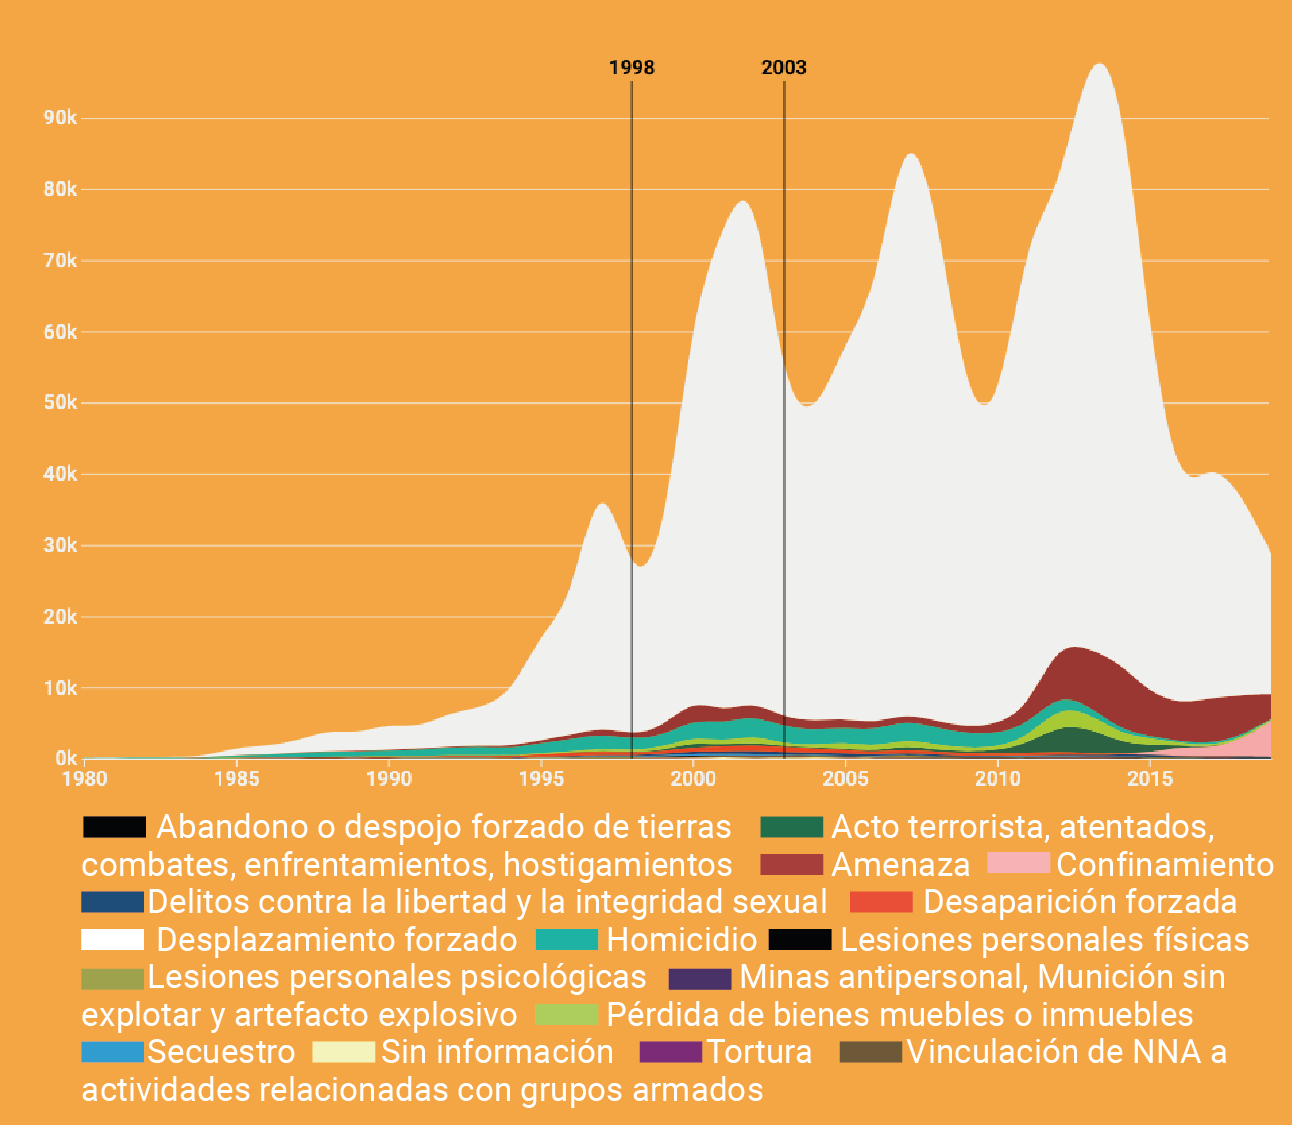 1998 2003
90k
80k
70k
60k
50k
40k
30k
20k
10k
0k
1980 1985 1990 1995 2000 2005 2010 2015
Abandono o despojo forzado de tierras Acto terrorista, atentados,
combates, enfrentamientos, hostigamientos Amenaza Confinamiento
Delitos contra la libertad y la integridad sexual Desaparición forzada
Desplazamiento forzado Homicidio Lesiones personales físicas
Lesiones personales psicológicas Minas antipersonal, Munición sin
explotar y artefacto explosivo Pérdida de bienes muebles o inmuebles
Secuestro Sin información Tortura Vinculación de NNA a
actividades relacionadas con grupos armados